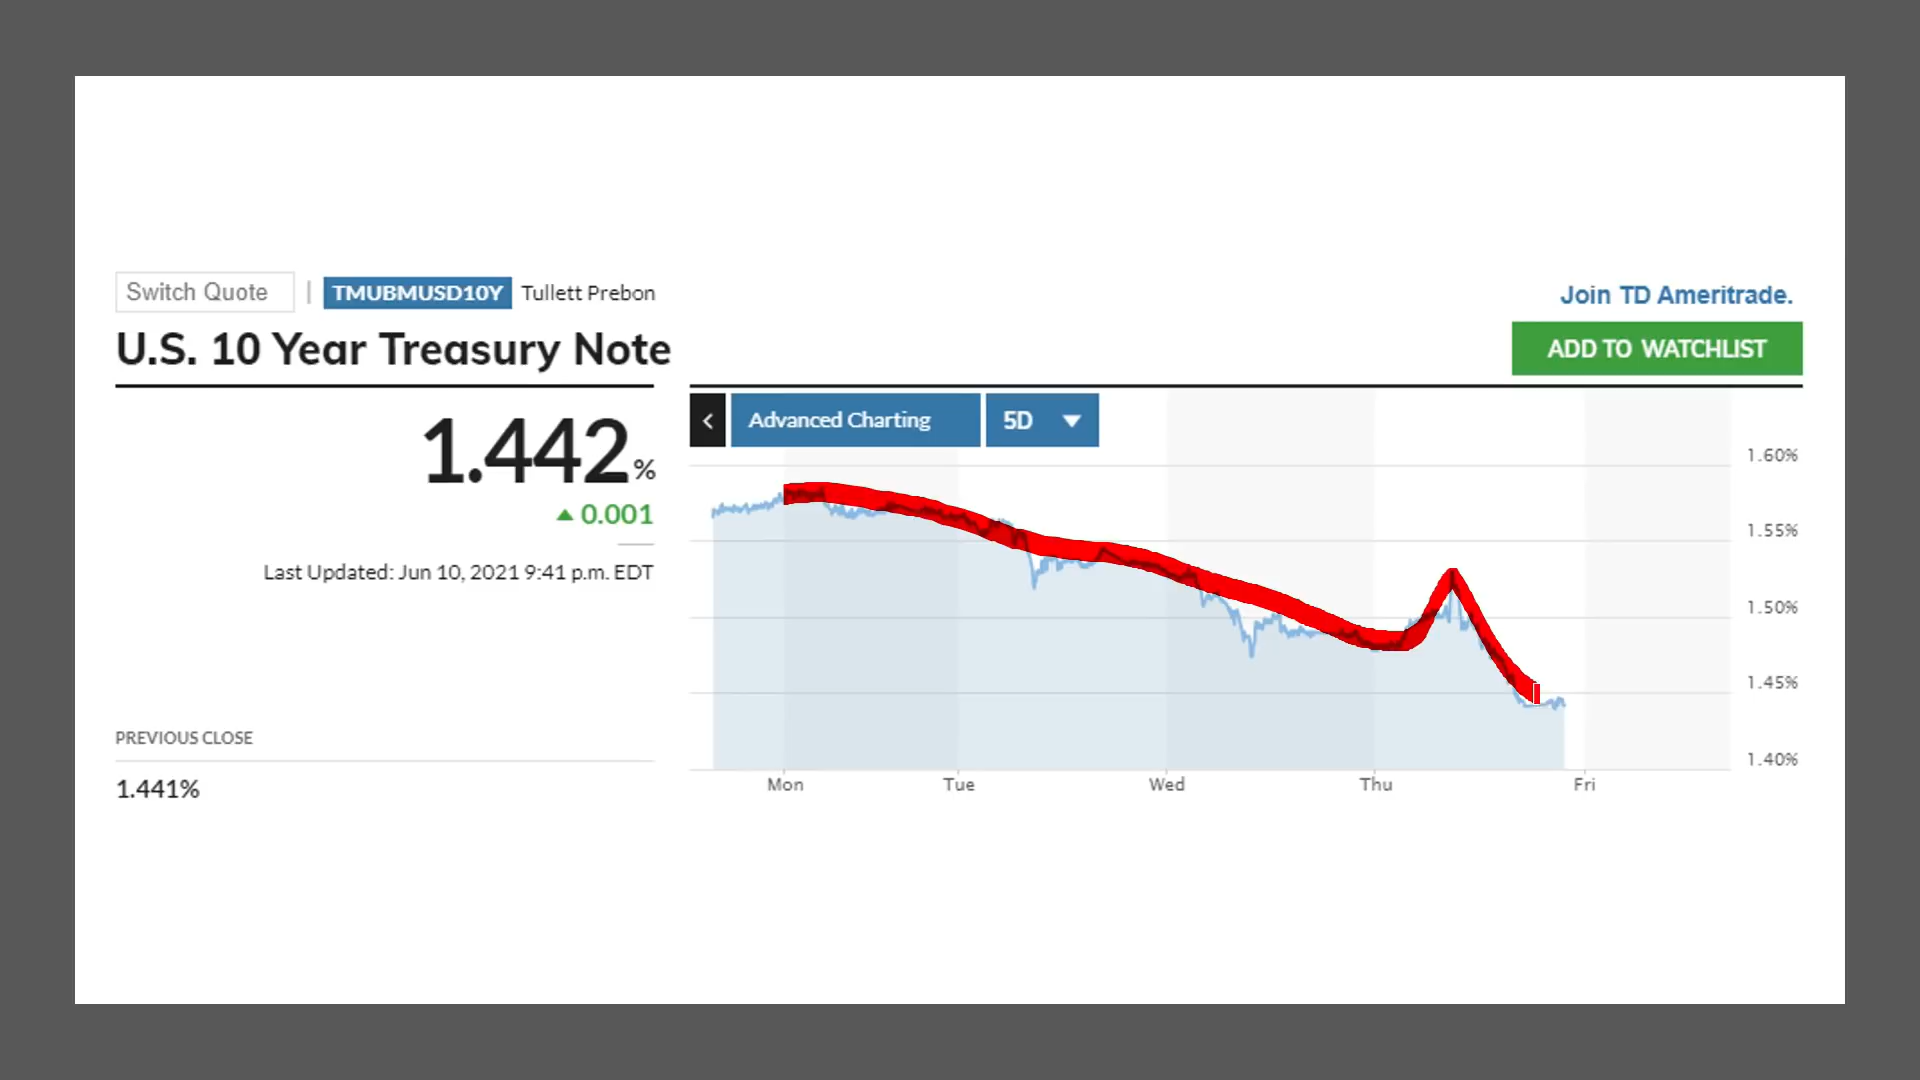 Switch Quote | TMUBMUSD10Y Tullett Prebon
Join TD Ameritrade.
U.S. 10 Year Treasury Note
ADD TO WATCHLIST
1.442%
0.001
Last Updated: Jun 10, 2021 9:41 p.m. EDT
PREVIOUS CLOSE
1.441%
Advanced Charting
5D
1.60%
1.55%
1.50%
1.45%
1.40%
Mon Tue Wed Thu Fri